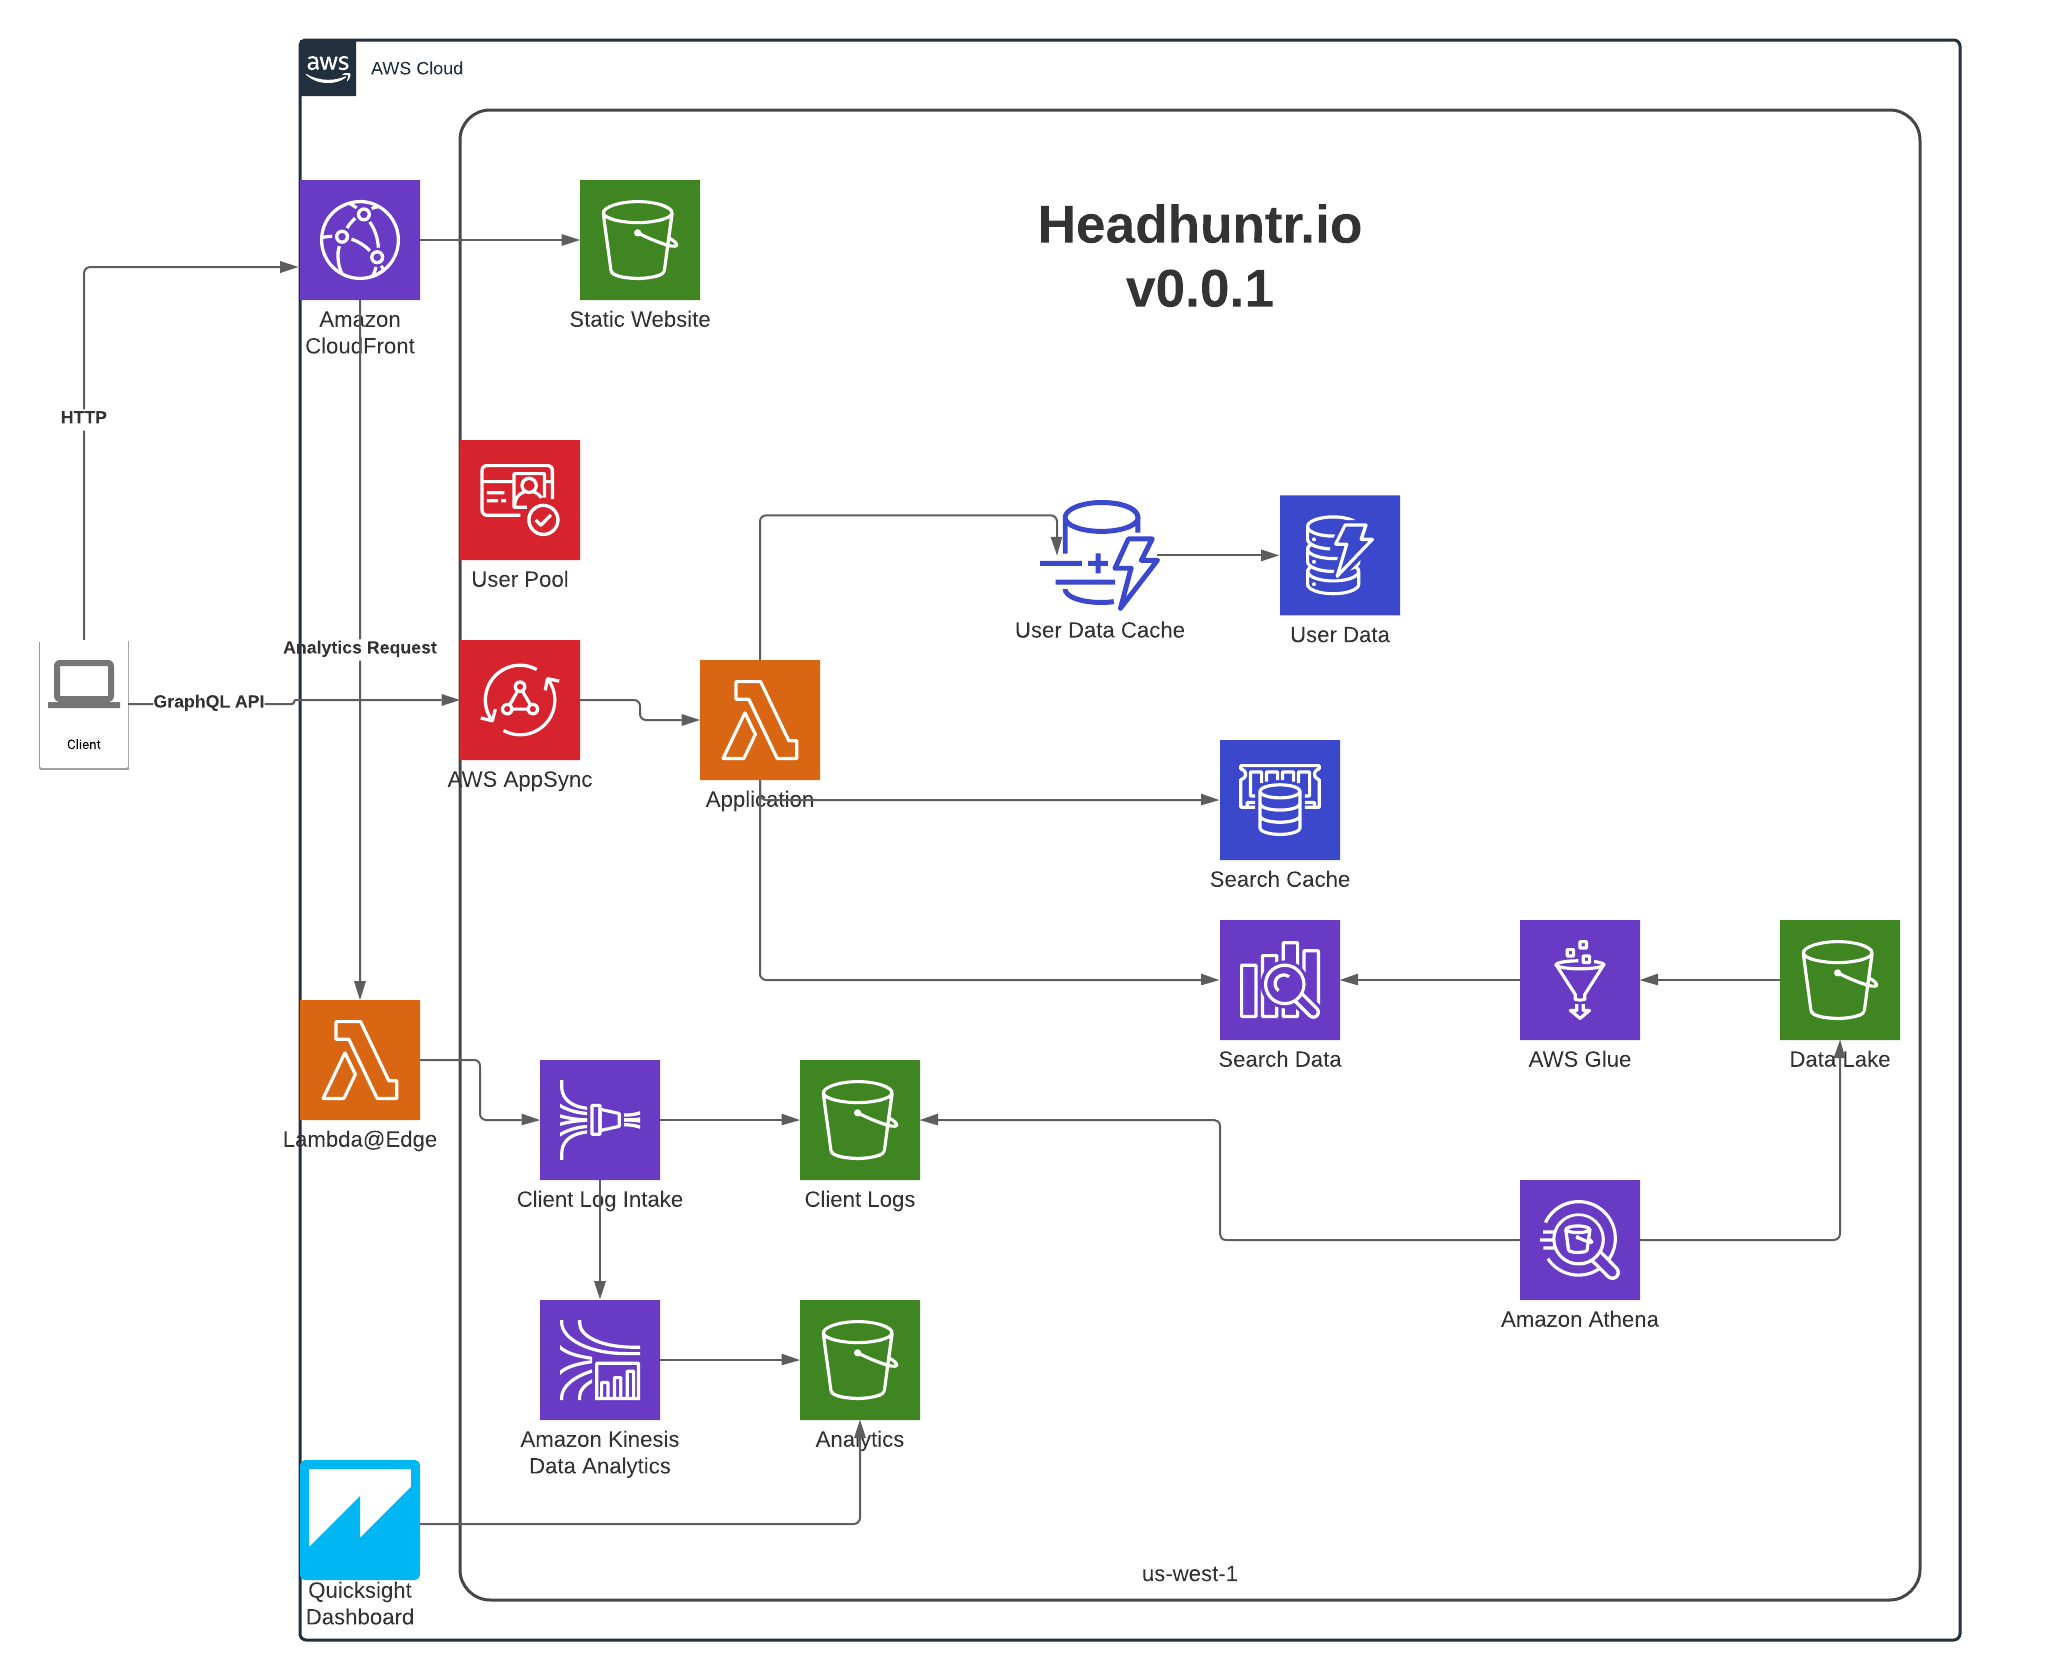 aws
AWS Cloud
Headhuntr.io
v0.0.1
Amazon
CloudFront
Static Website
HTTP
User Pool
User Data Cache
User Data
Analytics Request
GraphQL API
Client
AWS AppSync
Application
Search Cache
Search Data
AWS Glue
Data Lake
Lambda@Edge
Client Log Intake
Client Logs
Amazon Athena
Amazon Kinesis
Data Analytics
Analytics
Quicksight
Dashboard
us-west-1